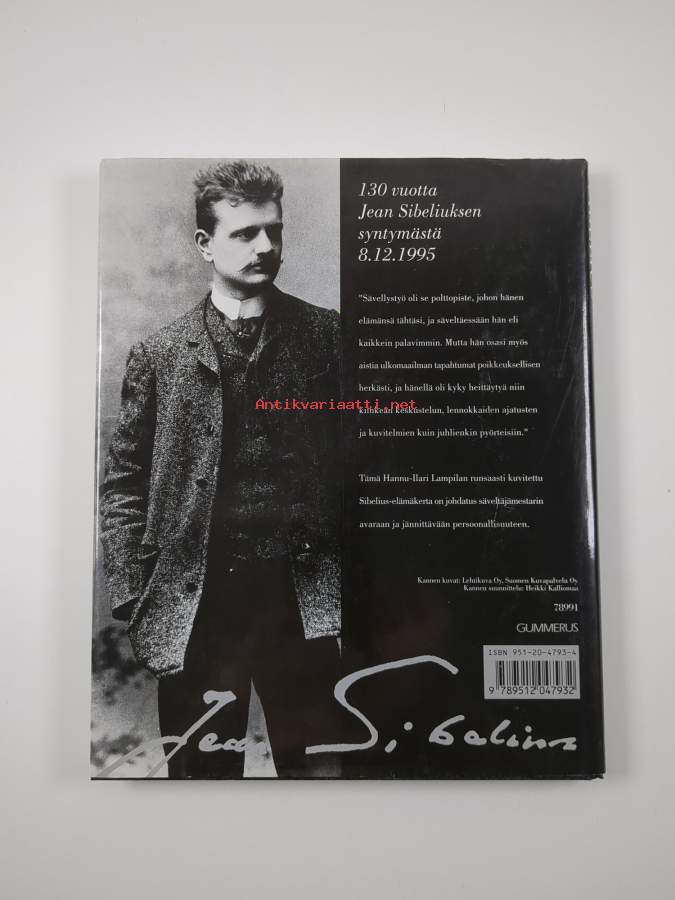 130 vuotta
Jean Sibeliuksen
syntymästä
8.12.1995
"Sävellystyö oli se polttopiste, johon hänen
elämänsä tähtäsi, ja säveltäessään hän eli
kaikkein palavimmin. Mutta hän osasi myös
aistia ulkomaailman tapahtumat poikkeuksellisen
herkästi, ja hänellä oli kyky heittäytyä niin
Antikvariaatti.net
kiihkeän keskustelun, lennokkaiden ajatusten
ja kuvitelmien kuin juhlienkin pyörteisiin."
Tämä Hannu-Ilari Lampilan runsaasti kuvitettu
Sibelius-elämäkerta on johdatus säveltäjämestarin
avaraan ja jännittävään persoonallisuuteen.
Kannen kuvat: Lehtikuva Oy, Suomen Kuvapalvelu Oy
Kannen suunnittelu: Heikki Kalliomaa
78991
GUMMERUS
ISBN 951-20-4793-4
9 789512 047932
Jean Sibelius